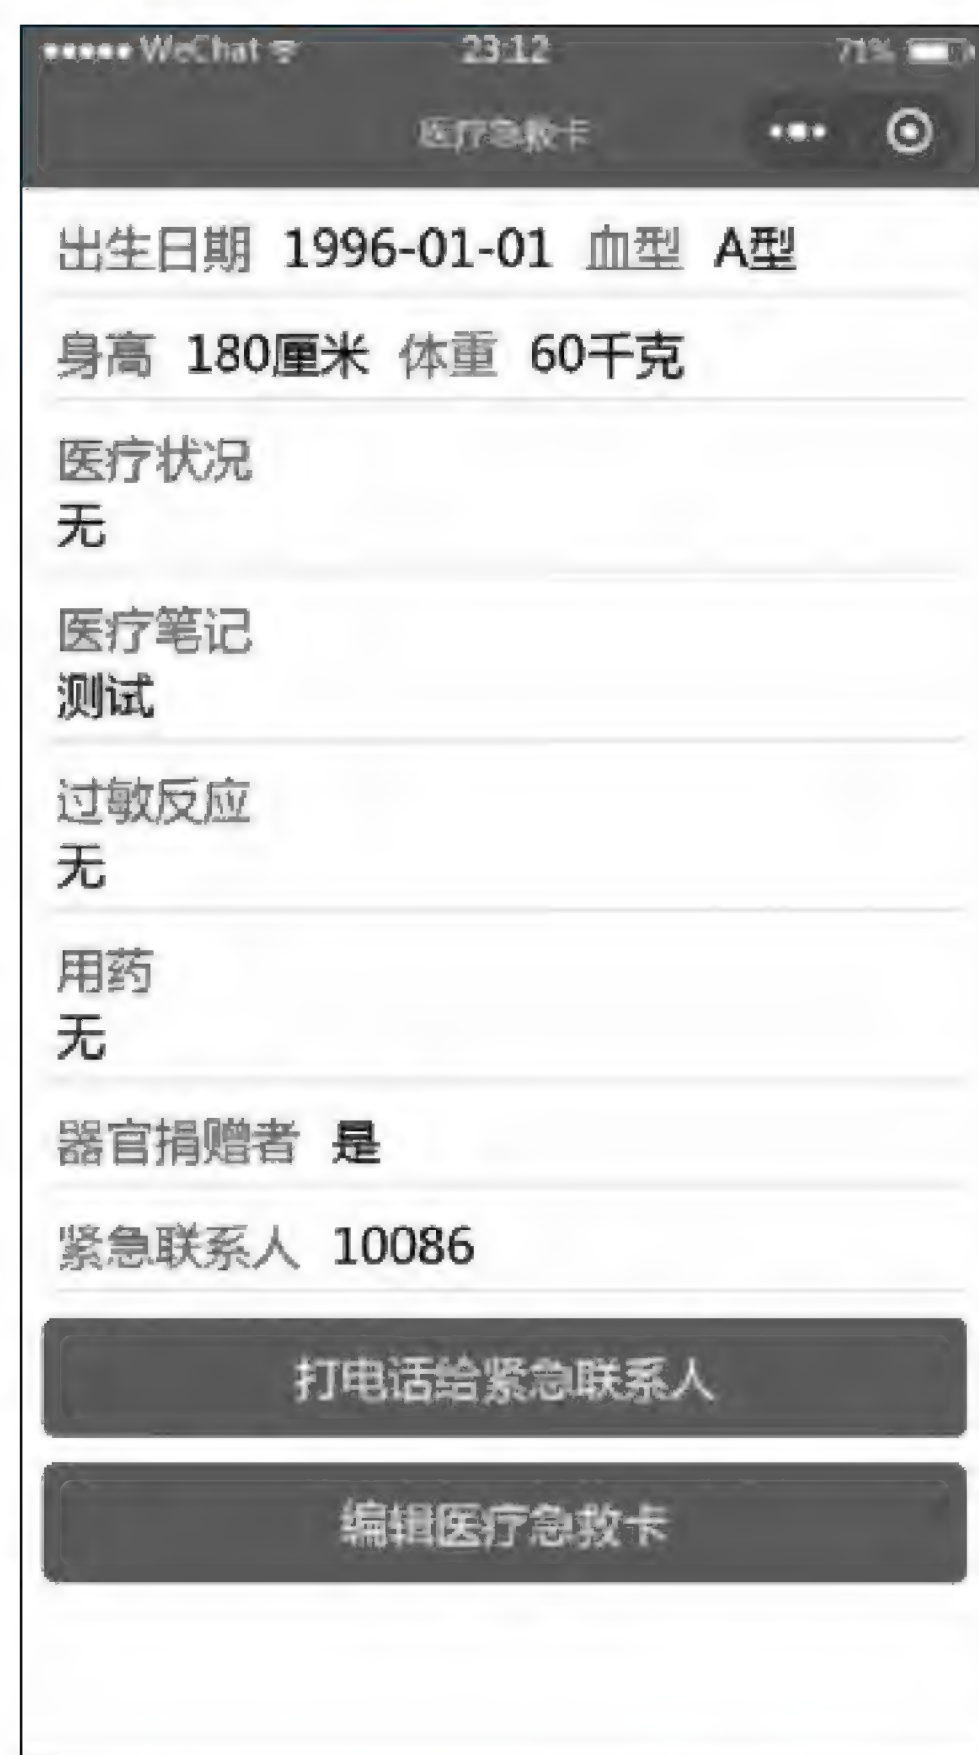 WeChat 23:12 71%
医疗急救卡
出生日期 1996-01-01 血型 A型
身高 180厘米 体重 60千克
医疗状况
无
医疗笔记
测试
过敏反应
无
用药
无
器官捐赠者 是
紧急联系人 10086
打电话给紧急联系人
编辑医疗急救卡